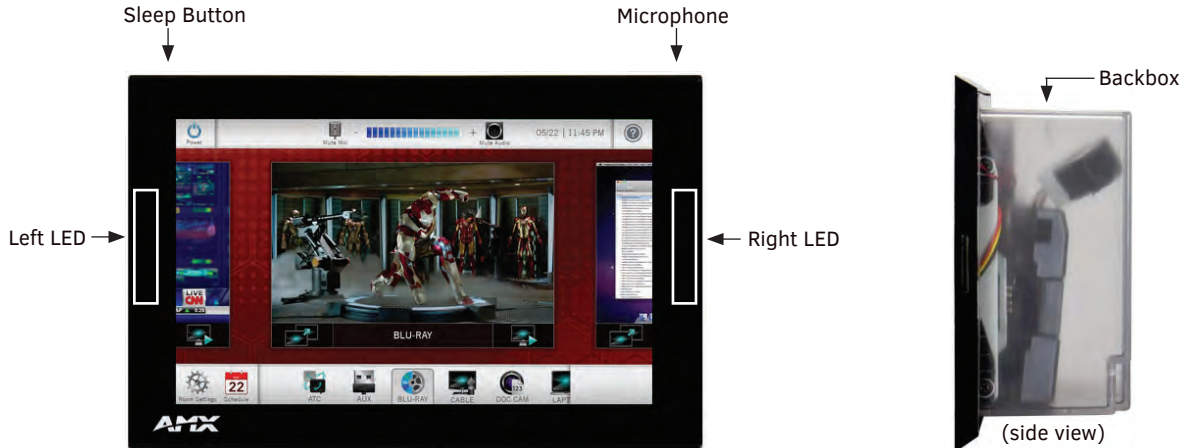 Sleep Button
Microphone
Backbox
Power
Mute Mic
- +
Mute Audio
05/22 | 11:45 PM
?
Left LED
Right LED
LIVE
CNN
BLU-RAY
Room Settings
22
Schedule
ATC
AUX
BLU-RAY
CABLE
123
DOC CAM
LAPT
AMX
(side view)